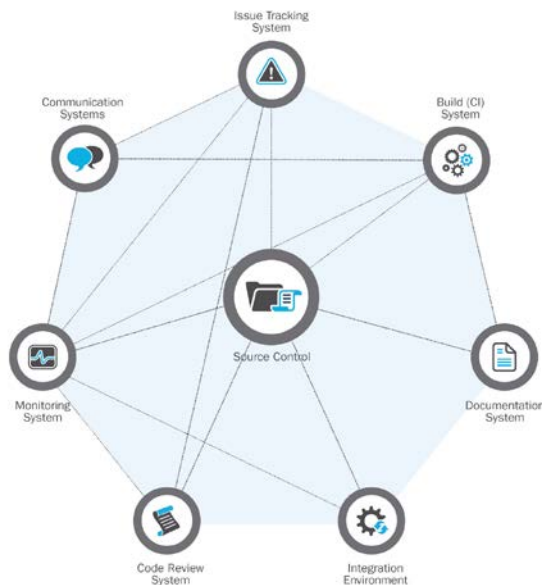 Issue Tracking
System
Communication
Systems
Build (CI)
System
Source Control
Monitoring
System
Documentation
System
Code Review
System
Integration
Environment